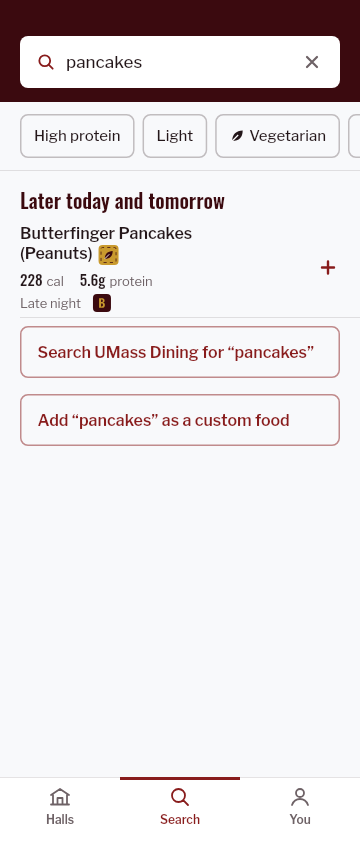 pancakes
High protein
Light
Vegetarian
Later today and tomorrow
Butterfinger Pancakes
(Peanuts)
228 cal 5.6g protein
Late night B
Search UMass Dining for “pancakes”
Add “pancakes” as a custom food
Halls
Search
You